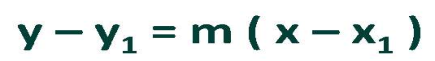 y − y₁ = m ( x − x₁ )